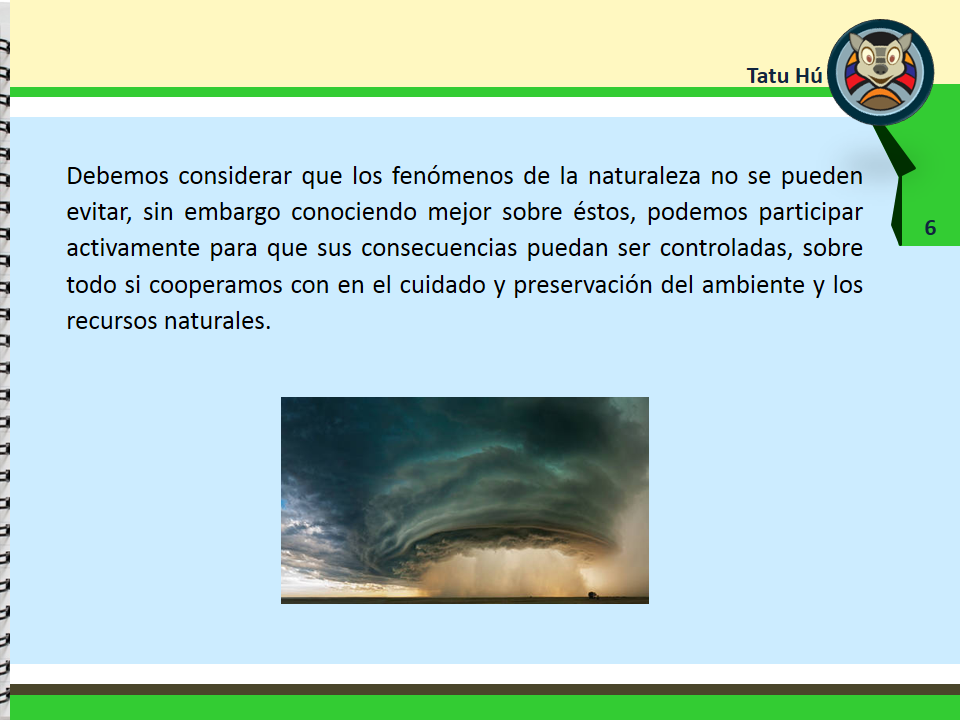 Tatu Hú
Debemos considerar que los fenómenos de la naturaleza no se pueden
evitar, sin embargo conociendo mejor sobre éstos, podemos participar
activamente para que sus consecuencias puedan ser controladas, sobre
todo si cooperamos con en el cuidado y preservación del ambiente y los
recursos naturales.
6